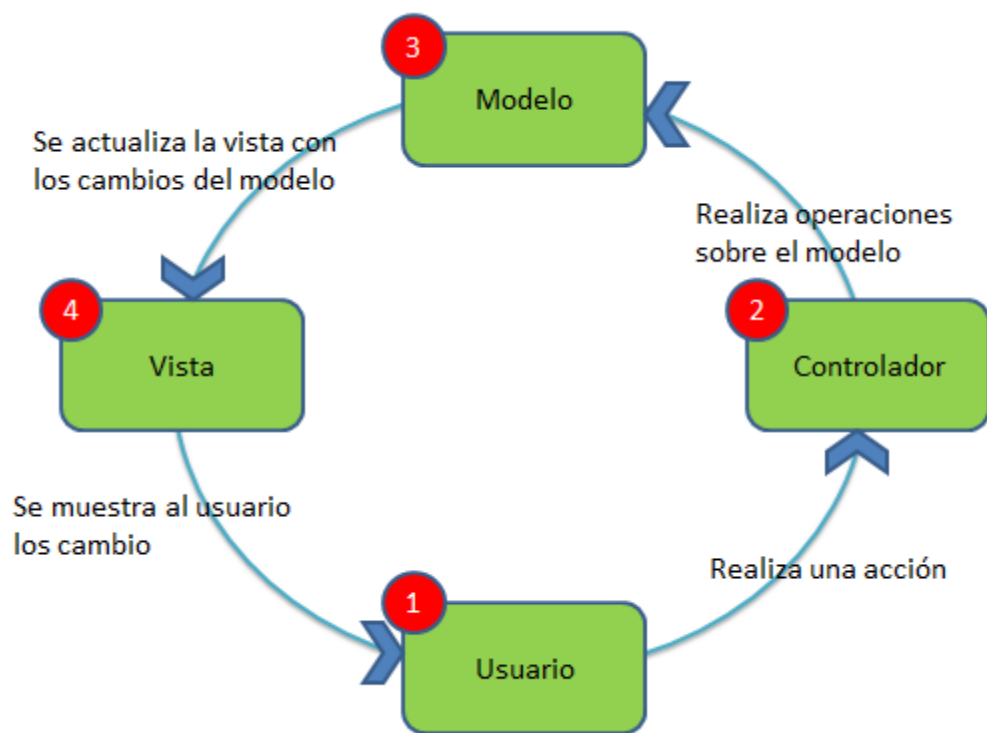 3
Modelo
Se actualiza la vista con
los cambios del modelo
Realiza operaciones
sobre el modelo
4
Vista
2
Controlador
Se muestra al usuario
los cambio
Realiza una acción
1
Usuario